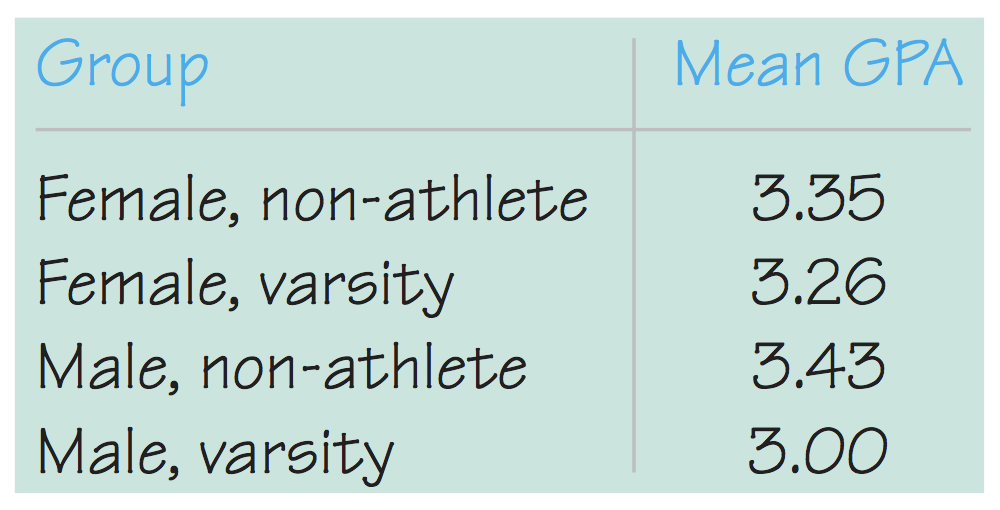 Group Mean GPA
Female, non-athlete 3.35
Female, varsity 3.26
Male, non-athlete 3.43
Male, varsity 3.00